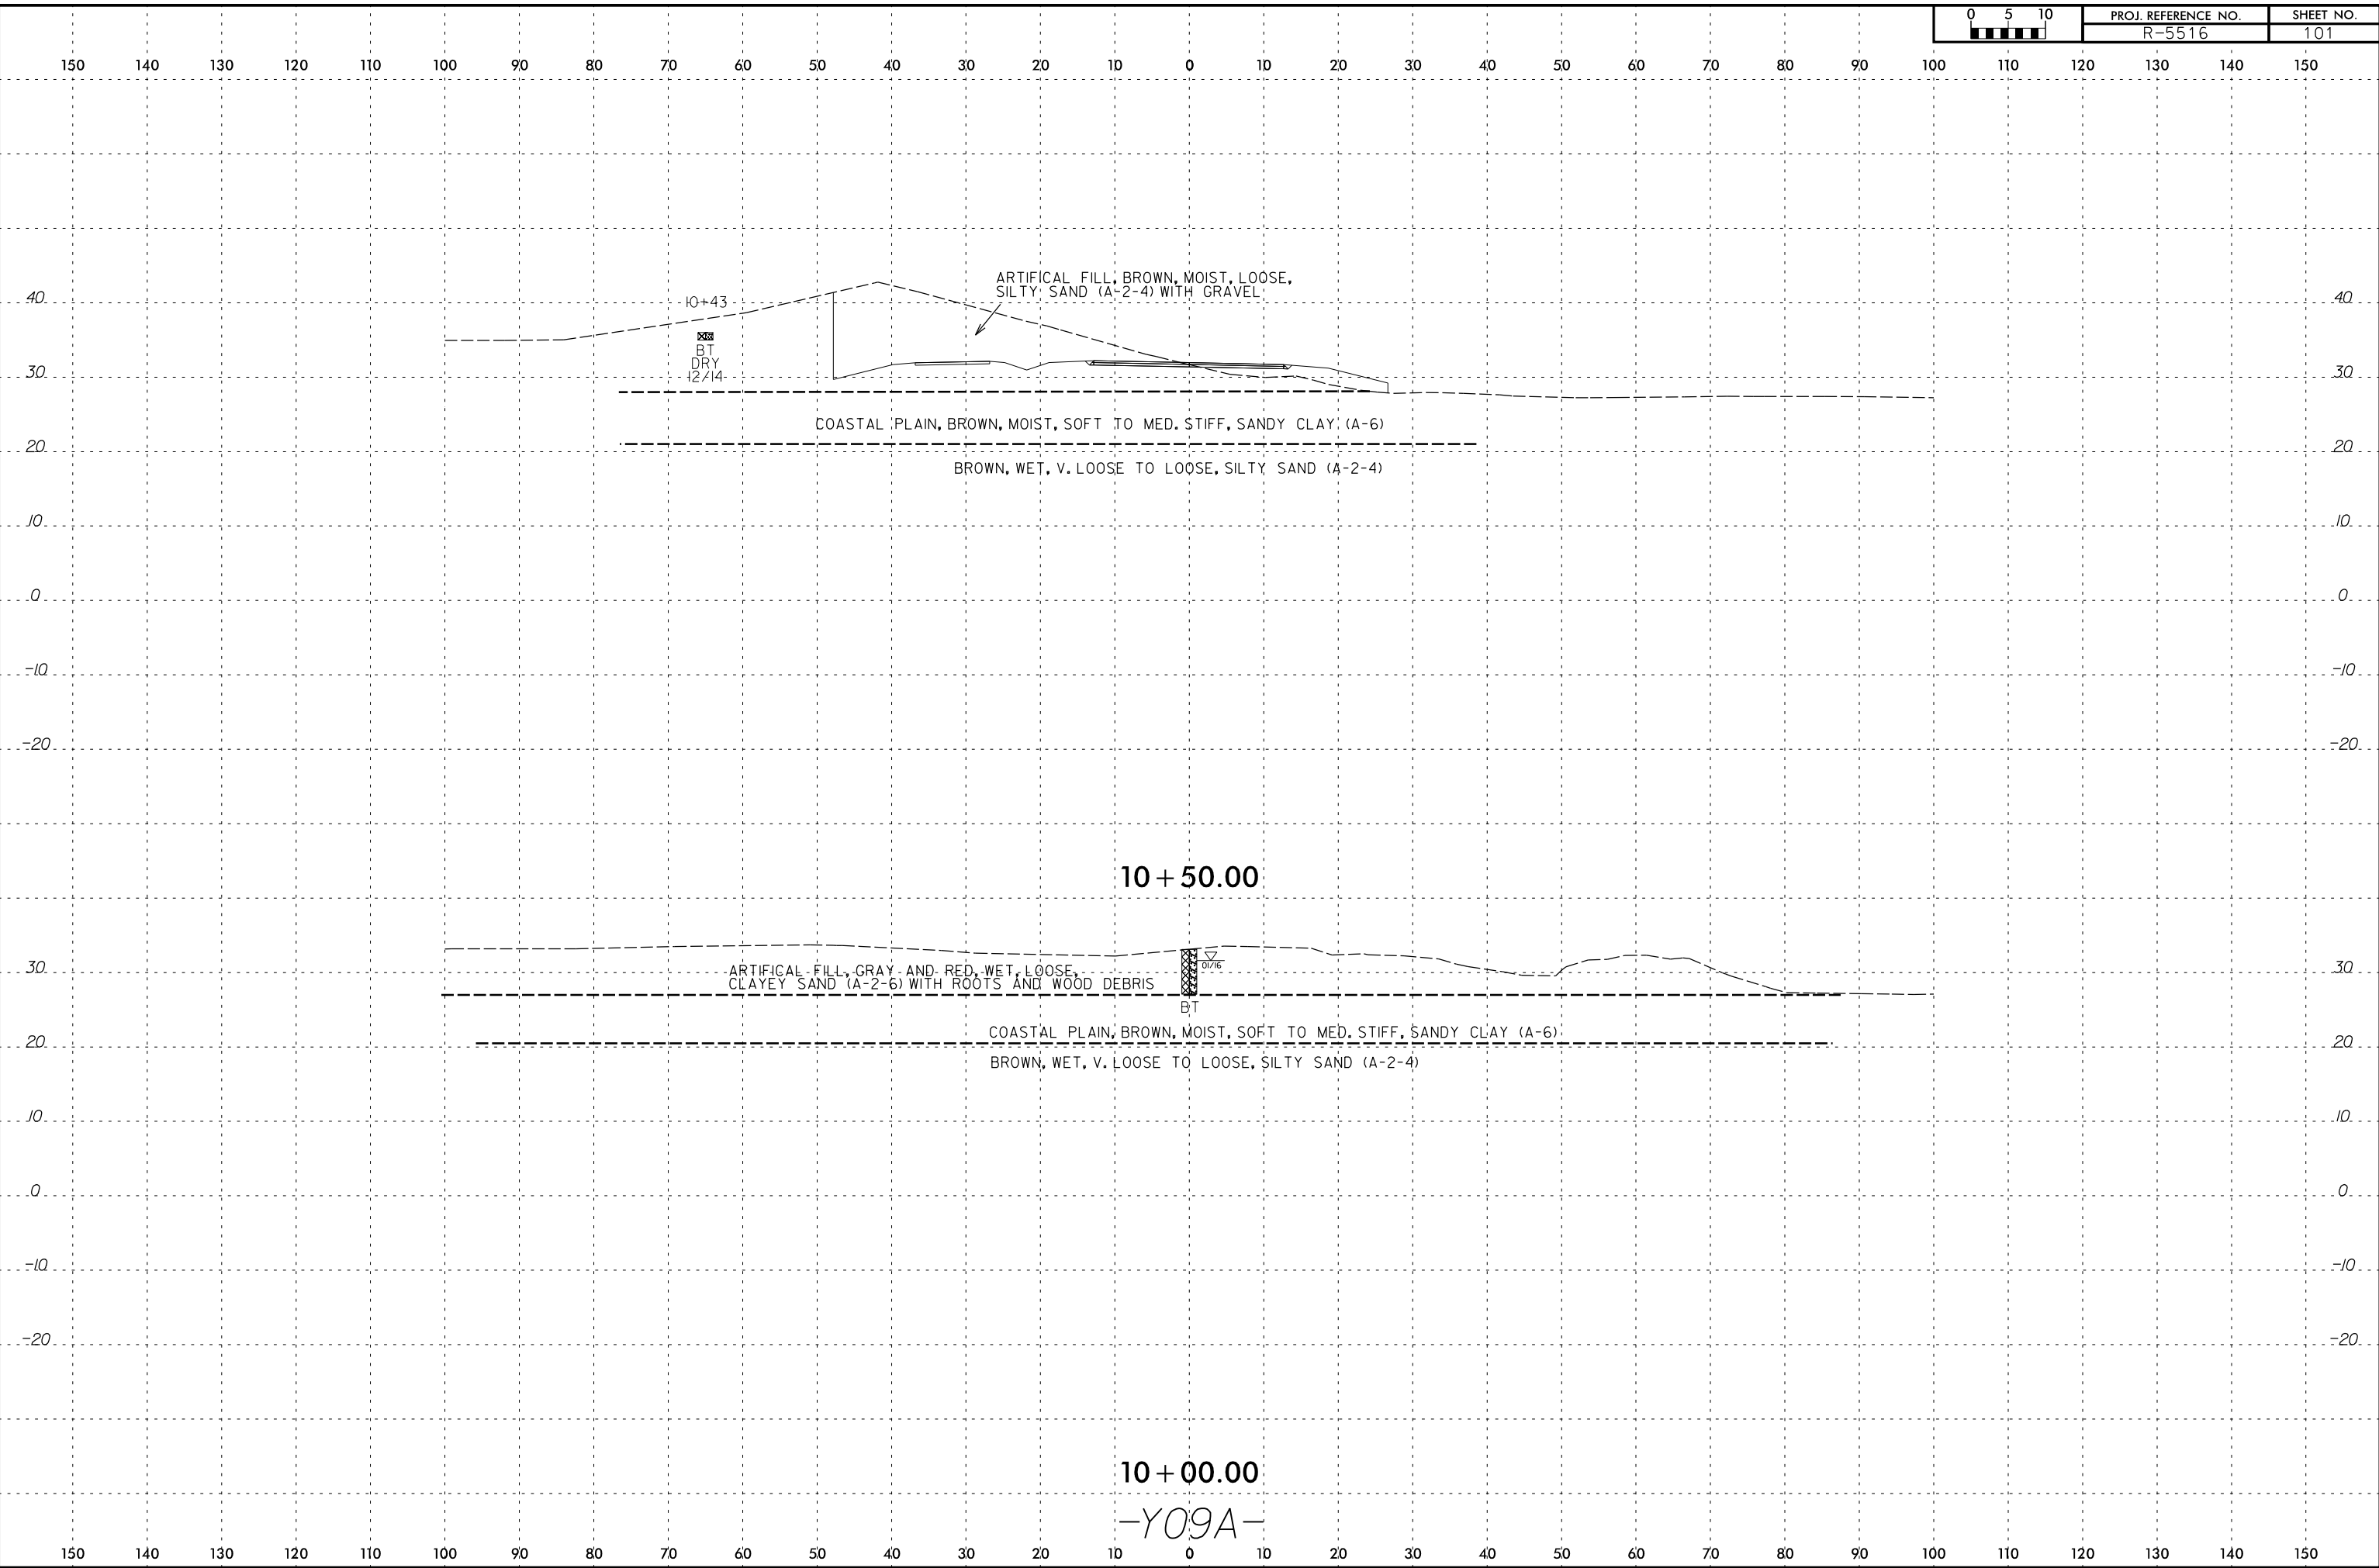 0 5 10
PROJ. REFERENCE NO.
SHEET NO.
R-5516
101
150 140 130 120 110 100 90 80 70 60 50 40 30 20 10 0 10 20 30 40 50 60 70 80 90 100 110 120 130 140 150
ARTIFICAL FILL, BROWN, MOIST, LOOSE,
SILTY SAND (A-2-4) WITH GRAVEL
40 40
10+43
BT
DRY
12/14
30 30
COASTAL PLAIN, BROWN, MOIST, SOFT TO MED. STIFF, SANDY CLAY (A-6)
20 20
BROWN, WET, V. LOOSE TO LOOSE, SILTY SAND (A-2-4)
10 10
0 0
-10 -10
-20 -20
10+50.00
30 30
01/16
ARTIFICAL FILL, GRAY AND RED, WET, LOOSE,
CLAYEY SAND (A-2-6) WITH ROOTS AND WOOD DEBRIS
BT
COASTAL PLAIN, BROWN, MOIST, SOFT TO MED. STIFF, SANDY CLAY (A-6)
20 20
BROWN, WET, V. LOOSE TO LOOSE, SILTY SAND (A-2-4)
10 10
0 0
-10 -10
-20 -20
10+00.00
-Y09A-
150 140 130 120 110 100 90 80 70 60 50 40 30 20 10 0 10 20 30 40 50 60 70 80 90 100 110 120 130 140 150